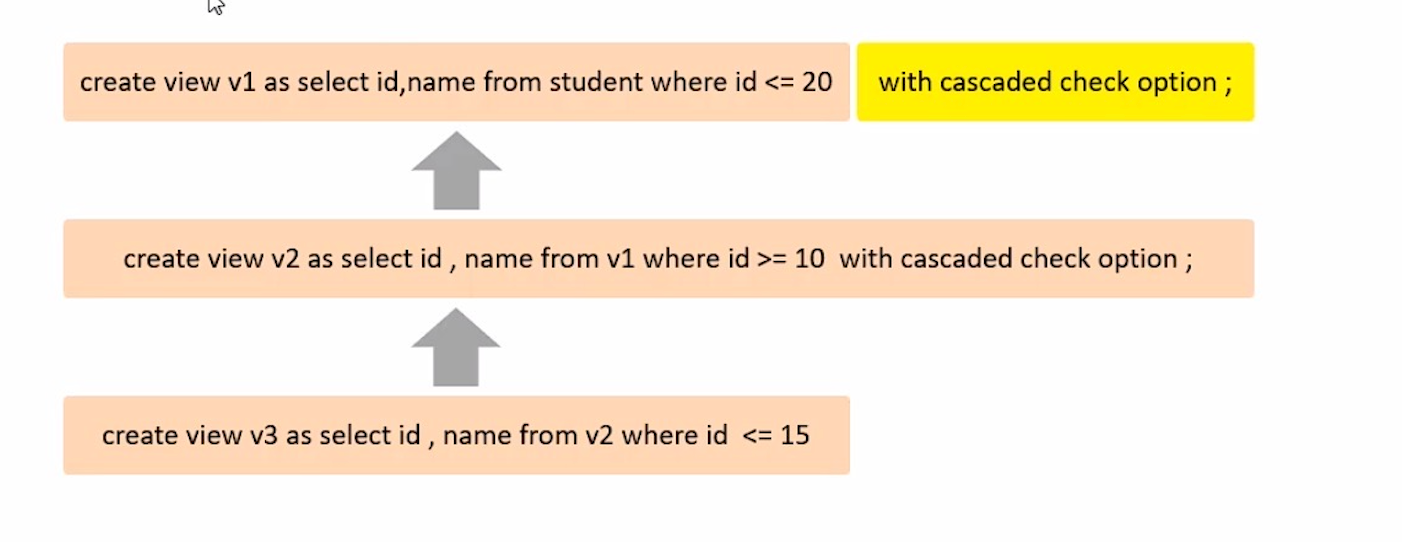 create view v1 as select id,name from student where id <= 20 with cascaded check option ;
create view v2 as select id , name from v1 where id >= 10  with cascaded check option ;
create view v3 as select id , name from v2 where id  <= 15